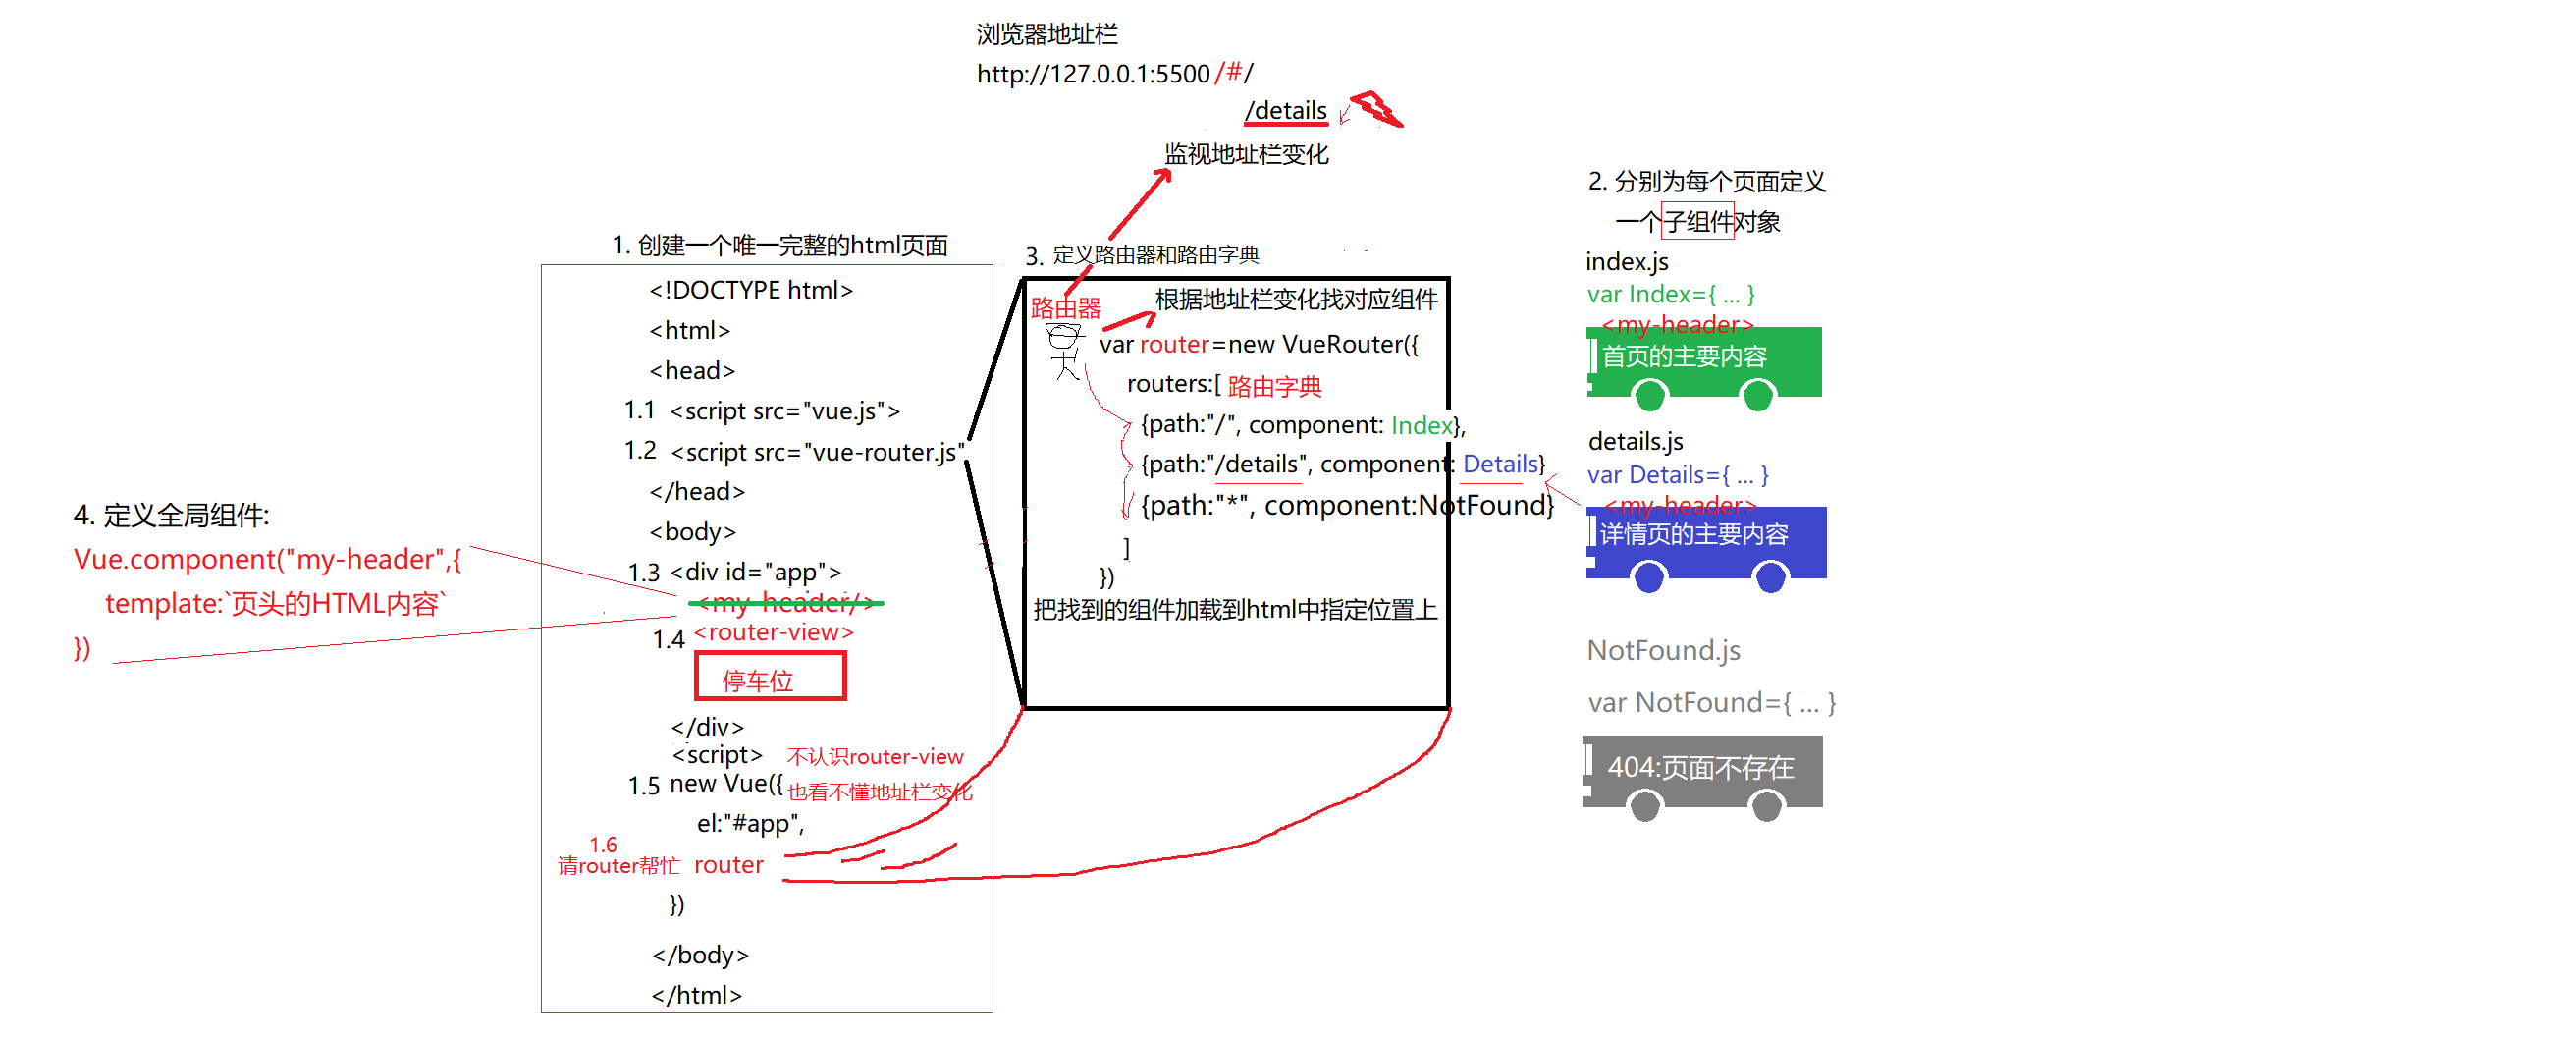 浏览器地址栏
http://127.0.0.1:5500/#/
/details
监视地址栏变化
1. 创建一个唯一完整的html页面
<!DOCTYPE html>
<html>
<head>
1.1 <script src="vue.js">
1.2 <script src="vue-router.js"
</head>
<body>
1.3 <div id="app">
<my-header/>
1.4 <router-view>
停车位
</div>
<script> 不认识router-view
1.5 new Vue({ 也看不懂地址栏变化
el:"#app",
1.6
请router帮忙 router
})
</body>
</html>
3. 定义路由器和路由字典
路由器 根据地址栏变化找对应组件
var router=new VueRouter({
routers:[ 路由字典
{path:"/", component: Index},
{path:"/details", component: Details}
{path:"*", component:NotFound}
]
})
把找到的组件加载到html中指定位置上
2. 分别为每个页面定义
一个子组件对象
index.js
var Index={ ... }
<my-header>
首页的主要内容
details.js
var Details={ ... }
<my-header>
详情页的主要内容
NotFound.js
var NotFound={ ... }
404:页面不存在
4. 定义全局组件:
Vue.component("my-header",{
template:`页头的HTML内容`
})